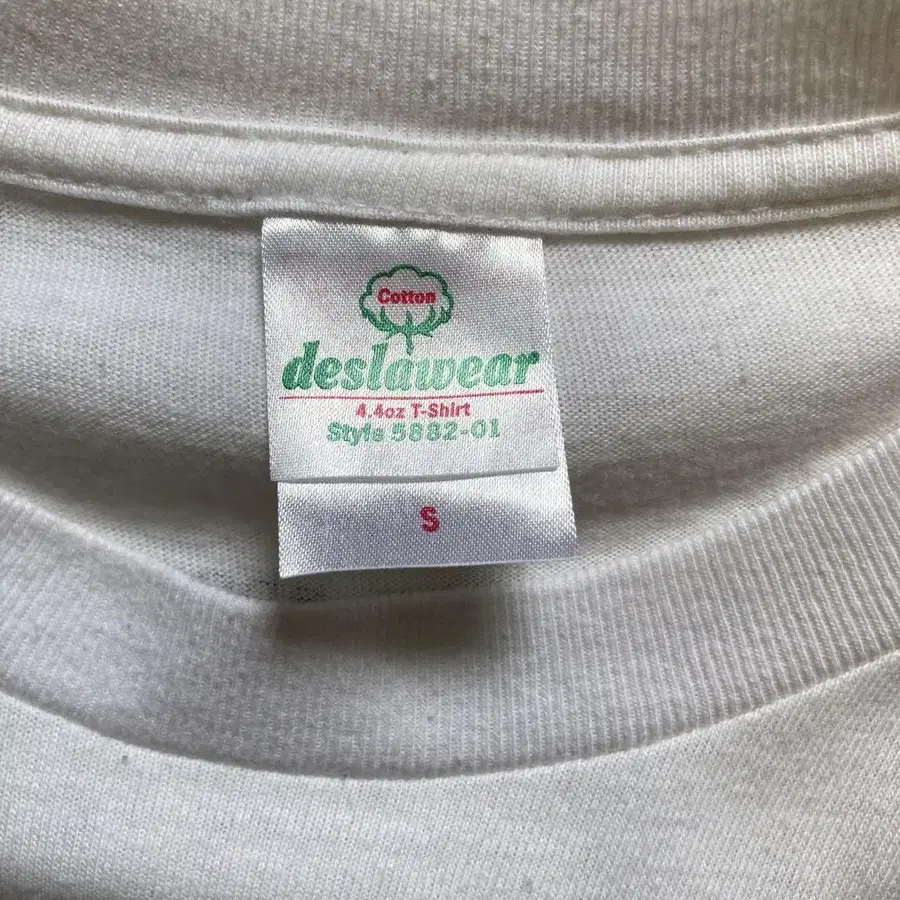 Cotton
deslawear
4.4oz T-Shirt
Style 5882-01
S